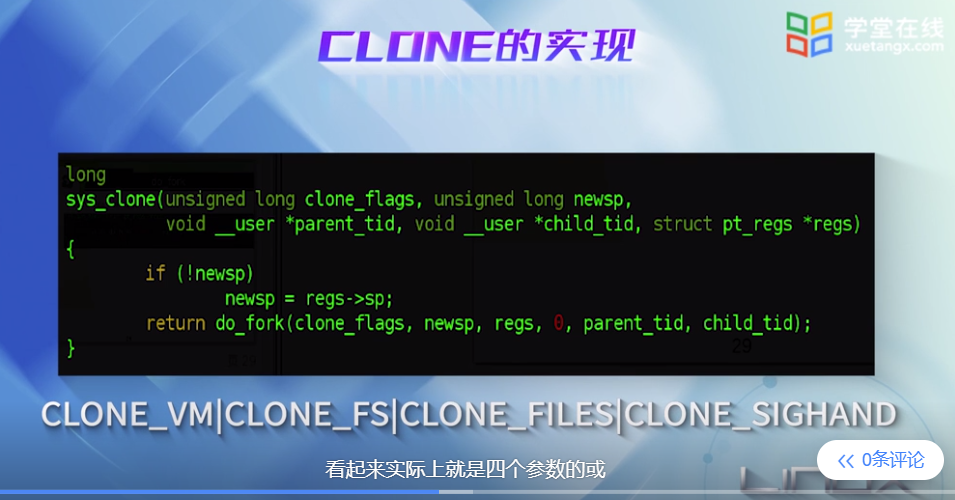 CLONE的实现
学堂在线
xuetangx.com
long
sys_clone(unsigned long clone_flags, unsigned long newsp,
void __user *parent_tid, void __user *child_tid, struct pt_regs *regs)
{
if (!newsp)
newsp = regs->sp;
return do_fork(clone_flags, newsp, regs, 0, parent_tid, child_tid);
}
29
CLONE_VM|CLONE_FS|CLONE_FILES|CLONE_SIGHAND
看起来实际上就是四个参数的或
0条评论